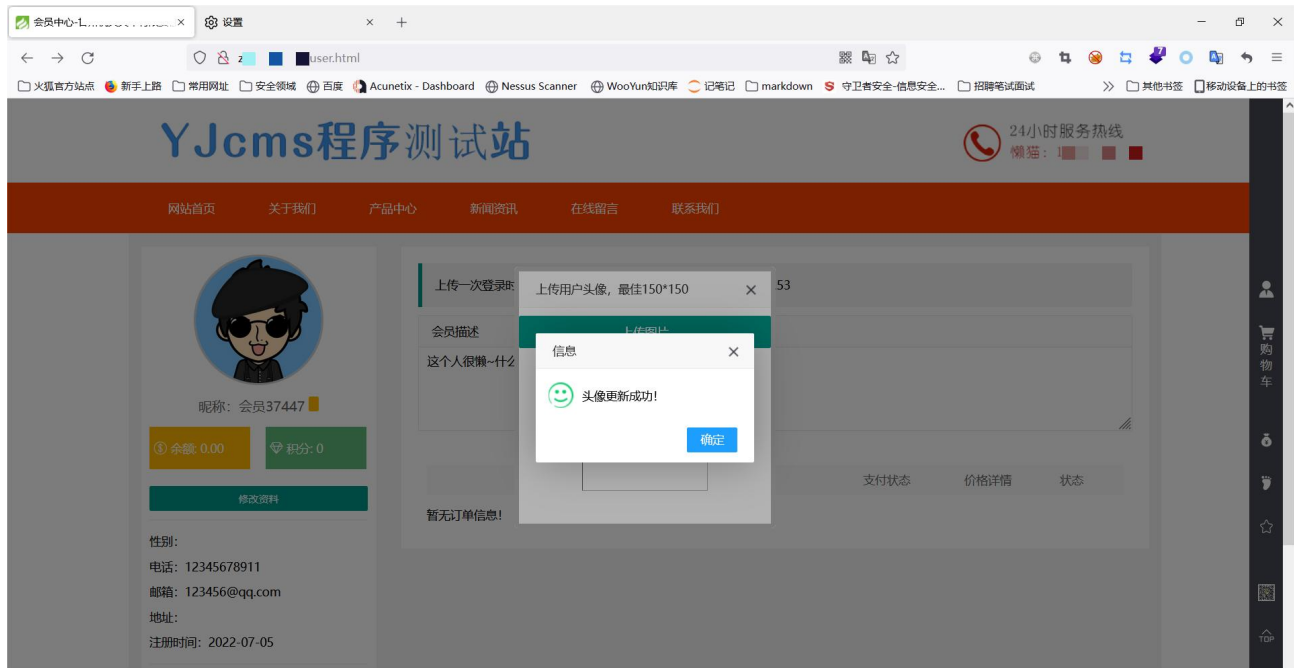 会员中心-1
设置
user.html
火狐官方站点 新手上路 常用网址 安全领域 百度 Acunetix - Dashboard Nessus Scanner WooYun知识库 记笔记 markdown 守卫者安全-信息安全... 招聘笔试面试 其他书签 移动设备上的书签
YJcms程序测试站
24小时服务热线
懒猫：
网站首页 关于我们 产品中心 新闻资讯 在线留言 联系我们
上传一次登录时 53
上传用户头像，最佳150*150
会员描述
上传图片
信息
这个人很懒~什么
头像更新成功!
确定
昵称：会员37447
余额: 0.00 积分: 0
修改资料
支付状态 价格详情 状态
暂无订单信息!
性别：
电话：12345678911
邮箱：123456@qq.com
地址：
注册时间：2022-07-05
购
物
车
TOP